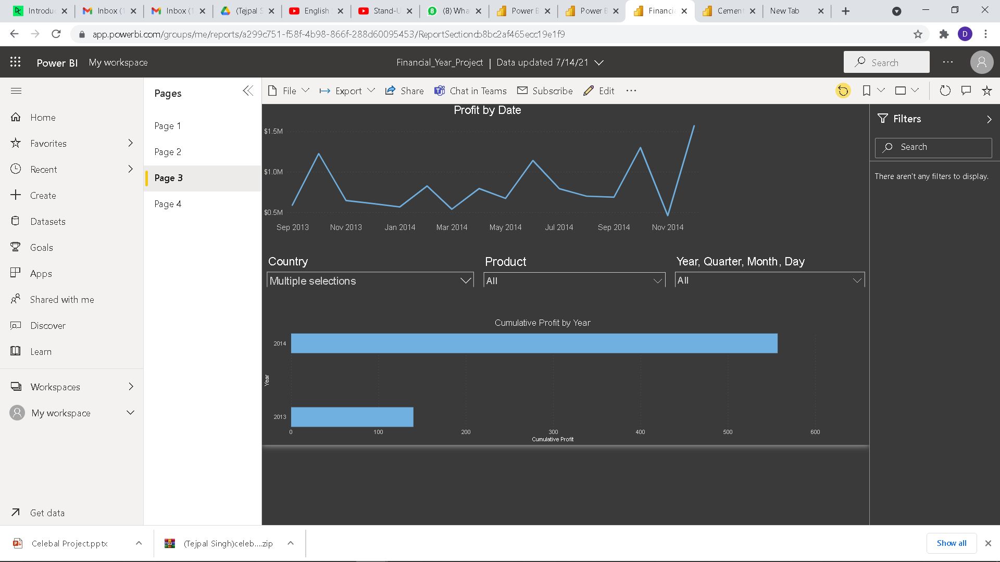 Introdu
Inbox (1
Inbox (1
(Tejpal S
English
Stand-U
(8) Wha
Power B
Power B
Financia
Cement
New Tab
app.powerbi.com/groups/me/reports/a299c751-f58f-4b98-866f-288d60095453/ReportSectioncb8bc2af465ecc19e1f9
D
Power BI My workspace
Financial_Year_Project | Data updated 7/14/21
Search
Home
Favorites
Recent
Create
Datasets
Goals
Apps
Shared with me
Discover
Learn
Workspaces
My workspace
Get data
Pages
Page 1
Page 2
Page 3
Page 4
File Export Share Chat in Teams Subscribe Edit
Profit by Date
$1.5M
$1.0M
$0.5M
Sep 2013 Nov 2013 Jan 2014 Mar 2014 May 2014 Jul 2014 Sep 2014 Nov 2014
Country Product Year, Quarter, Month, Day
Multiple selections All All
Cumulative Profit by Year
2014
Year
2013
0 100 200 300 400 500 600
Cumulative Profit
Filters
Search
There aren't any filters to display.
Celebal Project.pptx
(Tejpal Singh)celeb....zip
Show all